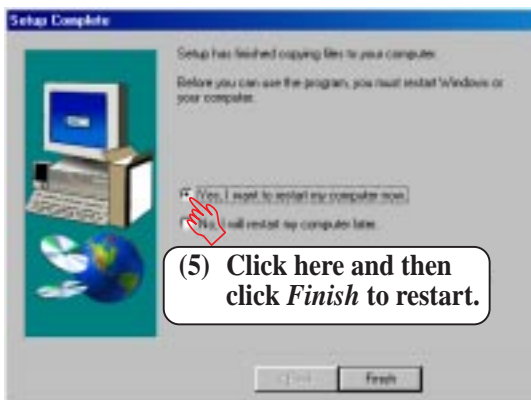 Setup Complete
Setup has finished copying files to your computer.
Before you can use the program, you must restart Windows or
your computer.
Yes, I want to restart my computer now.
No, I will restart my computer later.
(5) Click here and then
click Finish to restart.
Finish